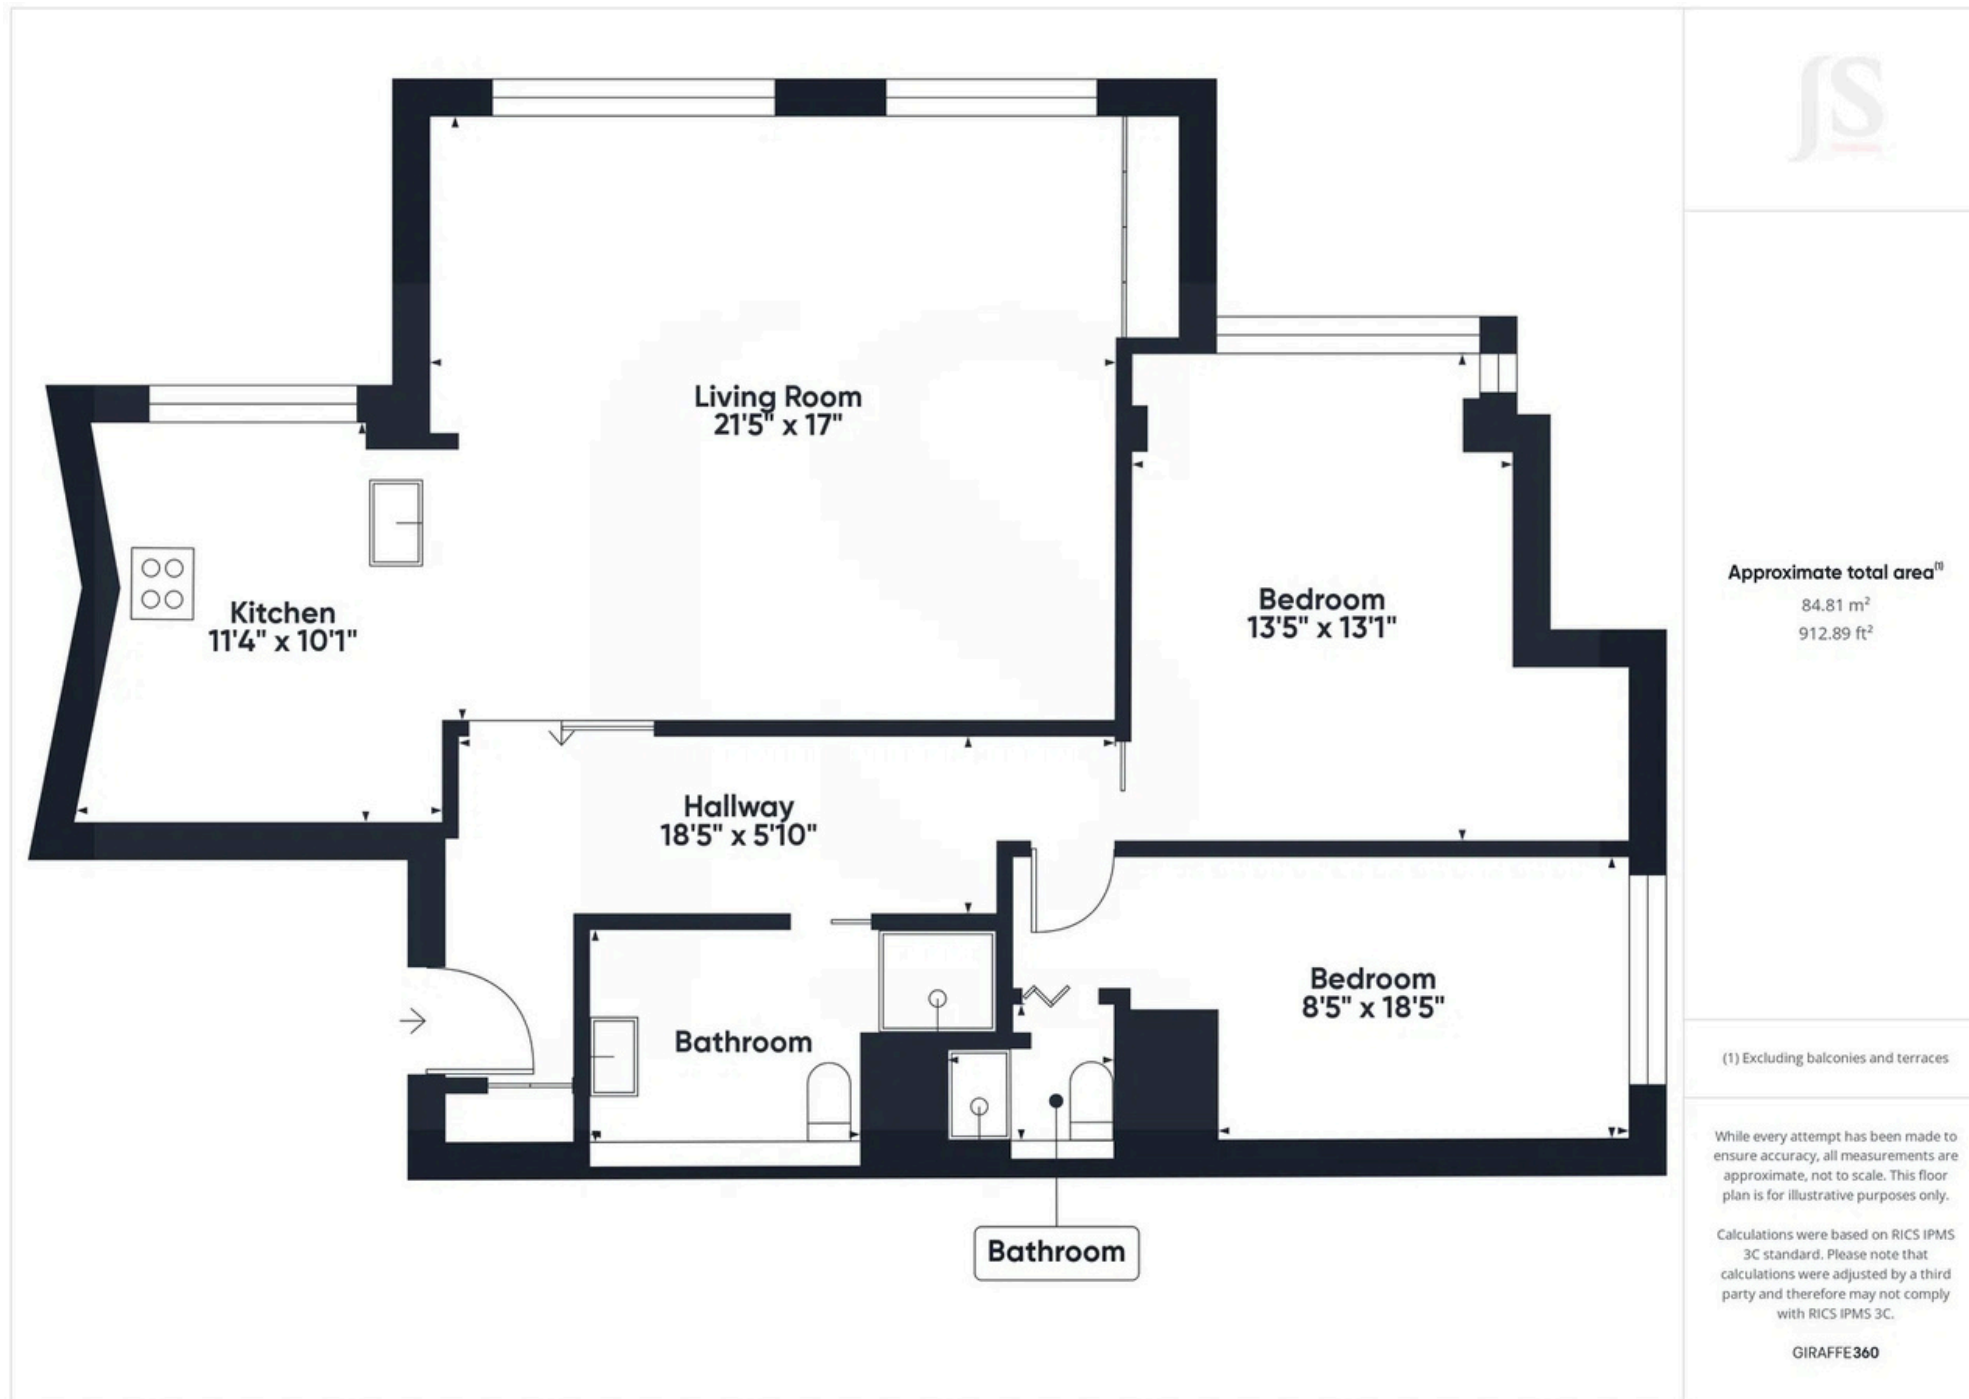 JS
Living Room
21'5" x 17"
Kitchen
11'4" x 10'1"
Bedroom
13'5" x 13'1"
Hallway
18'5" x 5'10"
Bedroom
8'5" x 18'5"
Bathroom
Bathroom
Approximate total area(1)
84.81 m²
912.89 ft²
(1) Excluding balconies and terraces
While every attempt has been made to
ensure accuracy, all measurements are
approximate, not to scale. This floor
plan is for illustrative purposes only.
Calculations were based on RICS IPMS
3C standard. Please note that
calculations were adjusted by a third
party and therefore may not comply
with RICS IPMS 3C.
GIRAFFE360